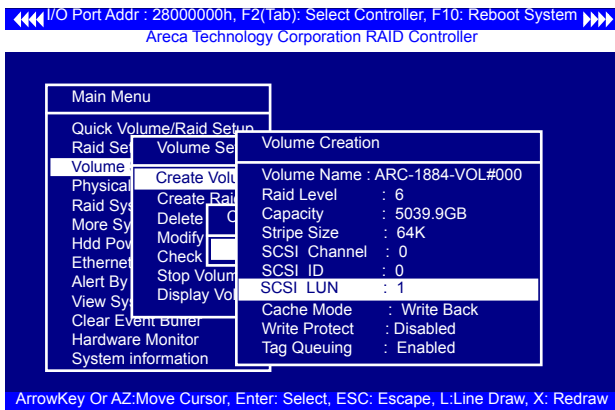 I/O Port Addr : 28000000h, F2(Tab): Select Controller, F10: Reboot System
Areca Technology Corporation RAID Controller
Main Menu
Quick Volume/Raid Setup
Raid Set
Volume
Physical
Raid Sys
More Sy
Hdd Pow
Ethernet
Alert By
View Sy
Clear Event Buffer
Hardware Monitor
System information
Volume Se
Create Volu
Create Rai
Delete
Modify
Check
Stop Volum
Display Vol
C
Volume Creation
Volume Name : ARC-1884-VOL#000
Raid Level : 6
Capacity : 5039.9GB
Stripe Size : 64K
SCSI Channel : 0
SCSI ID : 0
SCSI LUN : 1
Cache Mode : Write Back
Write Protect : Disabled
Tag Queuing : Enabled
ArrowKey Or AZ:Move Cursor, Enter: Select, ESC: Escape, L:Line Draw, X: Redraw